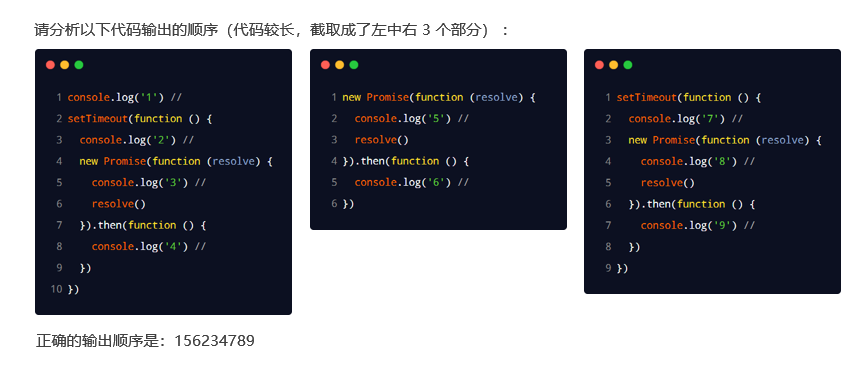 请分析以下代码输出的顺序（代码较长，截取成了左中右 3 个部分）：
1 console.log('1') //
2 setTimeout(function () {
3   console.log('2') //
4   new Promise(function (resolve) {
5     console.log('3') //
6     resolve()
7   }).then(function () {
8     console.log('4') //
9   })
10 })
1 new Promise(function (resolve) {
2   console.log('5') //
3   resolve()
4 }).then(function () {
5   console.log('6') //
6 })
1 setTimeout(function () {
2   console.log('7') //
3   new Promise(function (resolve) {
4     console.log('8') //
5     resolve()
6   }).then(function () {
7     console.log('9') //
8   })
9 })
正确的输出顺序是：156234789